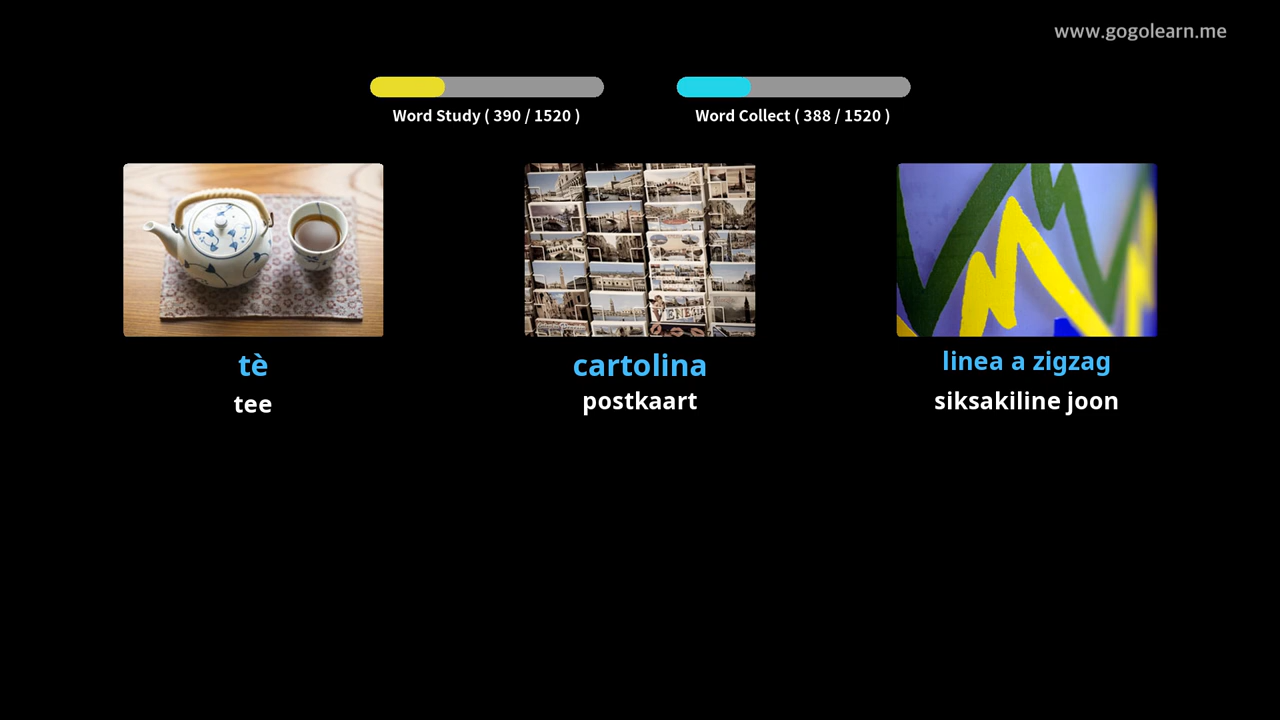 www.gogolearn.me
Word Study ( 390 / 1520 )
Word Collect ( 388 / 1520 )
VENEZIA
tè
cartolina
linea a zigzag
tee
postkaart
siksakiline joon